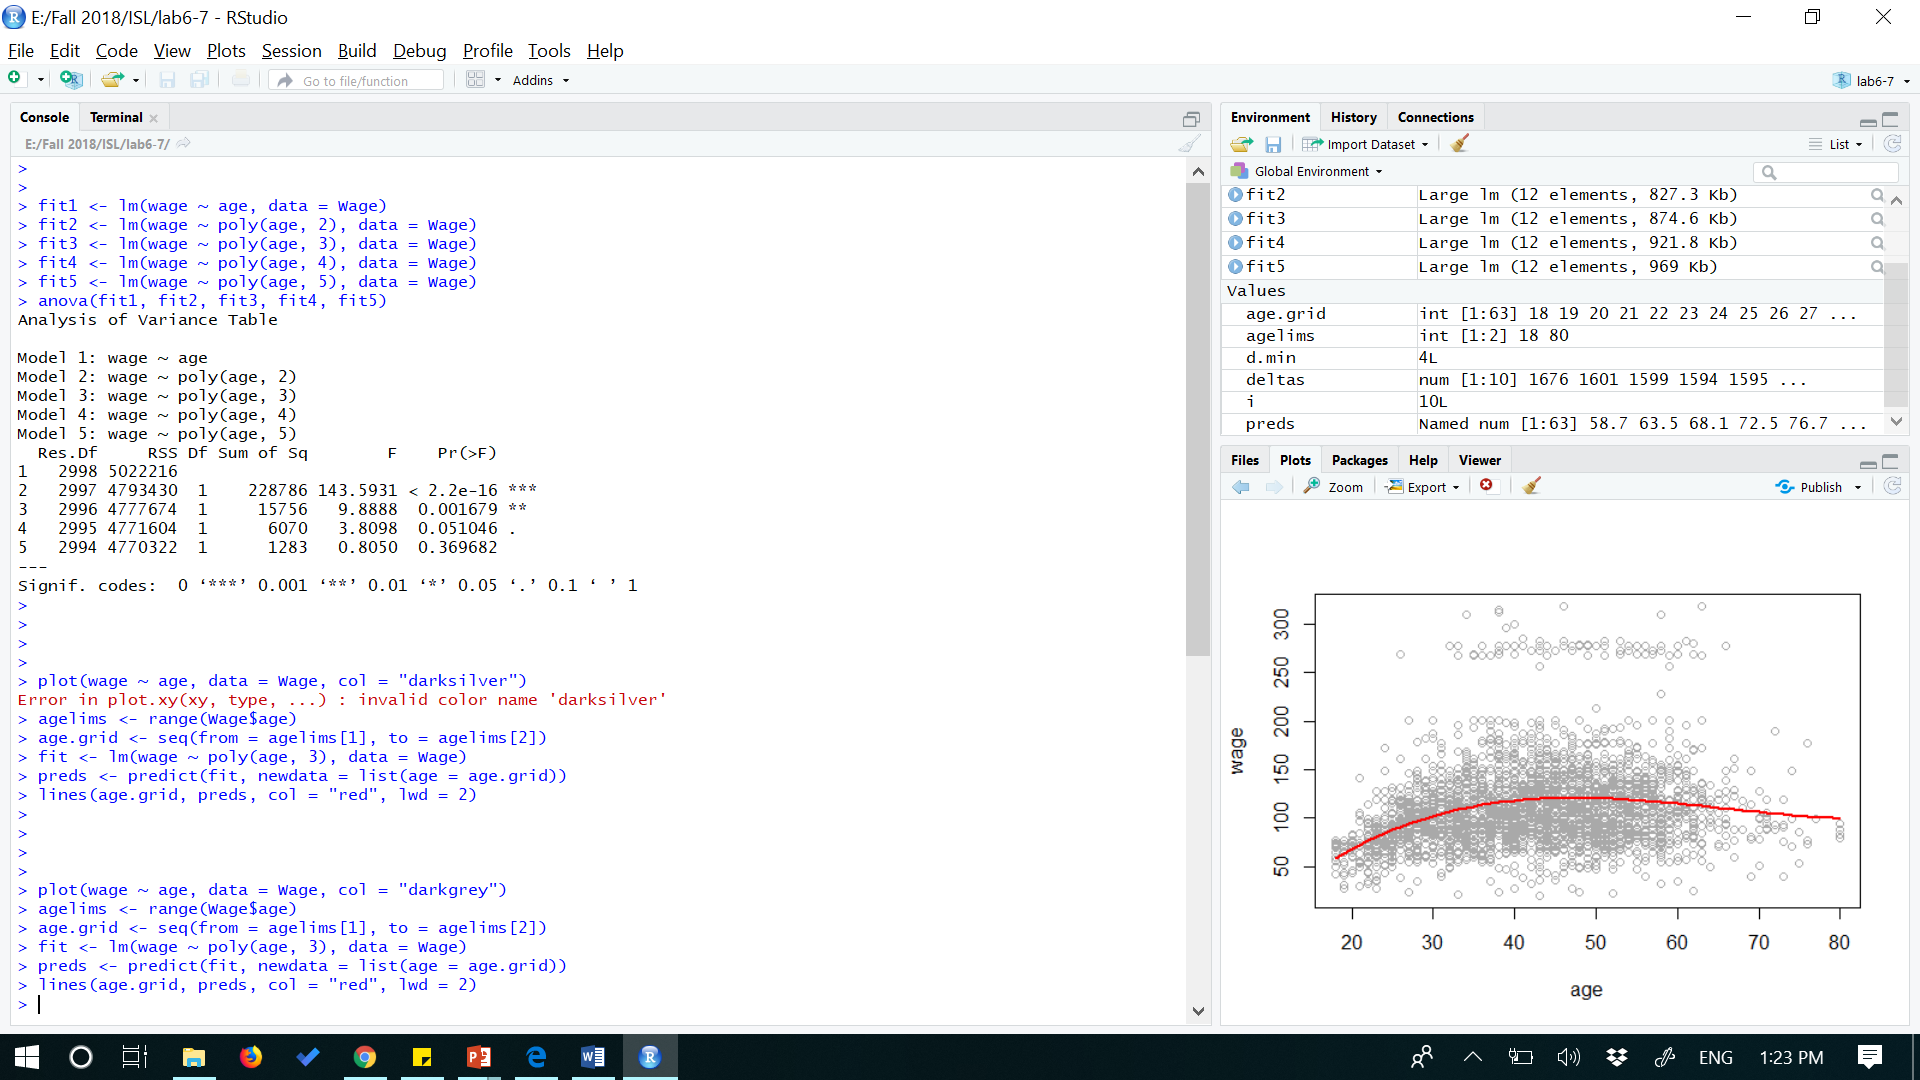 E:/Fall 2018/ISL/lab6-7 - RStudio
File Edit Code View Plots Session Build Debug Profile Tools Help
Go to file/function Addins lab6-7
Console Terminal
E:/Fall 2018/ISL/lab6-7/
>
>
> fit1 <- lm(wage ~ age, data = Wage)
> fit2 <- lm(wage ~ poly(age, 2), data = Wage)
> fit3 <- lm(wage ~ poly(age, 3), data = Wage)
> fit4 <- lm(wage ~ poly(age, 4), data = Wage)
> fit5 <- lm(wage ~ poly(age, 5), data = Wage)
> anova(fit1, fit2, fit3, fit4, fit5)
Analysis of Variance Table
Model 1: wage ~ age
Model 2: wage ~ poly(age, 2)
Model 3: wage ~ poly(age, 3)
Model 4: wage ~ poly(age, 4)
Model 5: wage ~ poly(age, 5)
  Res.Df     RSS Df Sum of Sq        F    Pr(>F)
1   2998 5022216
2   2997 4793430  1    228786 143.5931 < 2.2e-16 ***
3   2996 4777674  1     15756   9.8888  0.001679 **
4   2995 4771604  1      6070   3.8098  0.051046 .
5   2994 4770322  1      1283   0.8050  0.369682
---
Signif. codes:  0 ‘***’ 0.001 ‘**’ 0.01 ‘*’ 0.05 ‘.’ 0.1 ‘ ’ 1
>
>
>
>
> plot(wage ~ age, data = Wage, col = "darksilver")
Error in plot.xy(xy, type, ...) : invalid color name 'darksilver'
> agelims <- range(Wage$age)
> age.grid <- seq(from = agelims[1], to = agelims[2])
> fit <- lm(wage ~ poly(age, 3), data = Wage)
> preds <- predict(fit, newdata = list(age = age.grid))
> lines(age.grid, preds, col = "red", lwd = 2)
>
>
>
>
> plot(wage ~ age, data = Wage, col = "darkgrey")
> agelims <- range(Wage$age)
> age.grid <- seq(from = agelims[1], to = agelims[2])
> fit <- lm(wage ~ poly(age, 3), data = Wage)
> preds <- predict(fit, newdata = list(age = age.grid))
> lines(age.grid, preds, col = "red", lwd = 2)
>
Environment History Connections
Import Dataset List
Global Environment
fit2 Large lm (12 elements, 827.3 Kb)
fit3 Large lm (12 elements, 874.6 Kb)
fit4 Large lm (12 elements, 921.8 Kb)
fit5 Large lm (12 elements, 969 Kb)
Values
age.grid int [1:63] 18 19 20 21 22 23 24 25 26 27 ...
agelims int [1:2] 18 80
d.min 4L
deltas num [1:10] 1676 1601 1599 1594 1595 ...
i 10L
preds Named num [1:63] 58.7 63.5 68.1 72.5 76.7 ...
Files Plots Packages Help Viewer
Zoom Export Publish
wage
300
250
200
150
100
50
20 30 40 50 60 70 80
age
ENG 1:23 PM